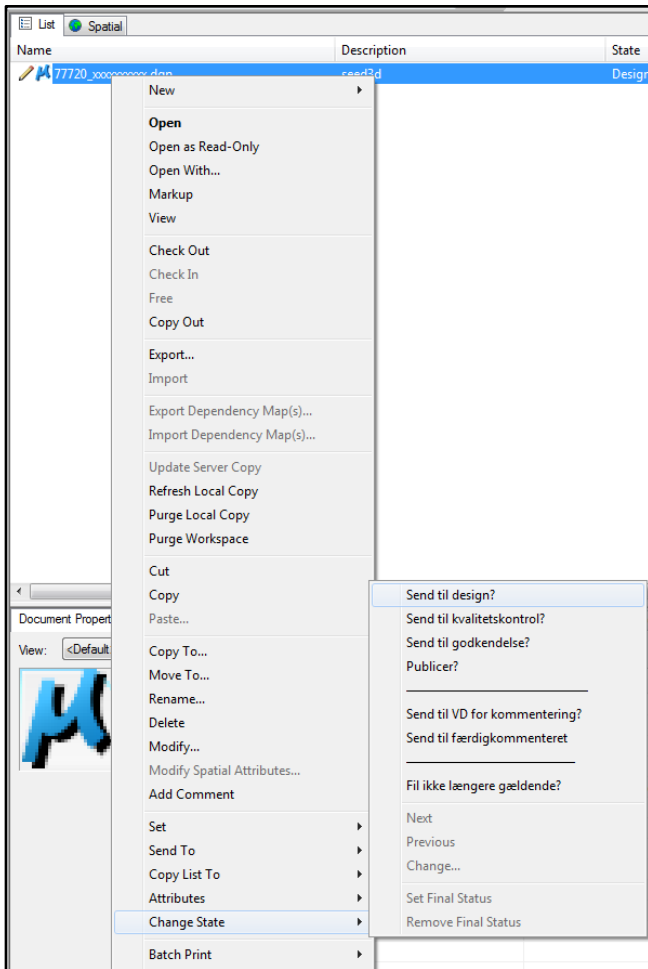 List Spatial
Name Description State
77720_xxxxxxxxxx.dgn seed3d Design
New
Open
Open as Read-Only
Open With...
Markup
View
Check Out
Check In
Free
Copy Out
Export...
Import
Export Dependency Map(s)...
Import Dependency Map(s)...
Update Server Copy
Refresh Local Copy
Purge Local Copy
Purge Workspace
Cut
Copy
Paste...
Copy To...
Move To...
Rename...
Delete
Modify...
Modify Spatial Attributes...
Add Comment
Set
Send To
Copy List To
Attributes
Change State
Batch Print
Document Propert
View: <Default
Send til design?
Send til kvalitetskontrol?
Send til godkendelse?
Publicer?
Send til VD for kommentering?
Send til færdigkommenteret
Fil ikke længere gældende?
Next
Previous
Change...
Set Final Status
Remove Final Status